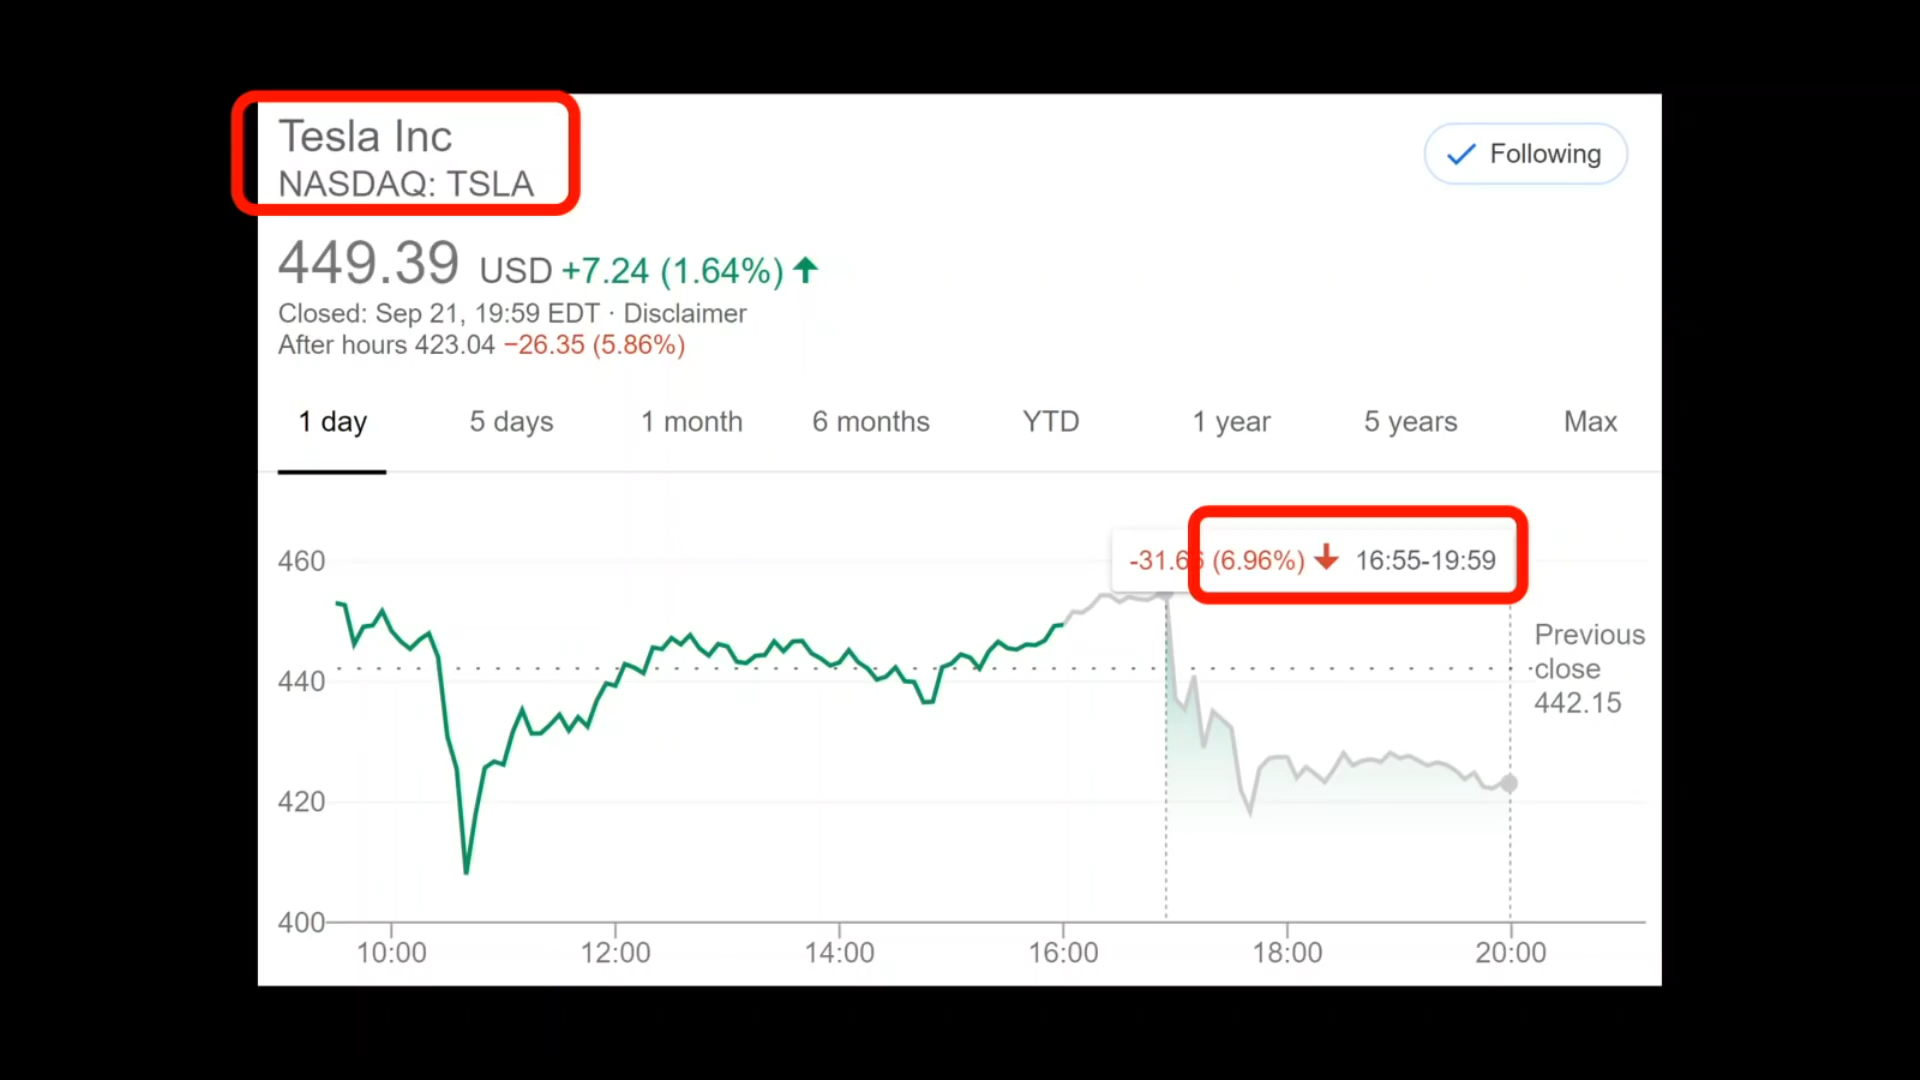 Tesla Inc
NASDAQ: TSLA
Following
449.39 USD +7.24 (1.64%)
Closed: Sep 21, 19:59 EDT · Disclaimer
After hours 423.04 −26.35 (5.86%)
1 day 5 days 1 month 6 months YTD 1 year 5 years Max
-31.66 (6.96%) 16:55-19:59
460
440
420
400
Previous
close
442.15
10:00 12:00 14:00 16:00 18:00 20:00